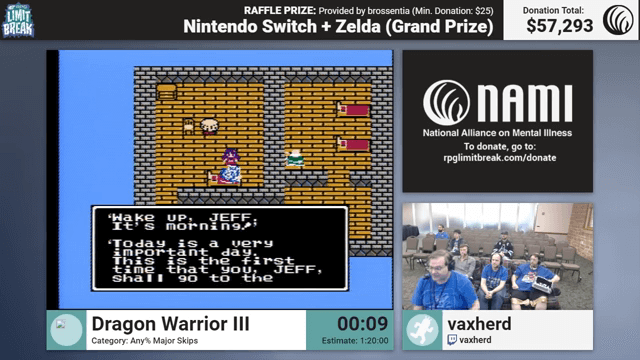 RPG LIMIT BREAK
RAFFLE PRIZE: Provided by brossentia (Min. Donation: $25)
Nintendo Switch + Zelda (Grand Prize)
Donation Total:
$57,293
NAMI
National Alliance on Mental Illness
To donate, go to:
rpglimitbreak.com/donate
‘Wake up, JEFF;
It's morning.’
‘Today is a very
important day.
This is the first
time that you, JEFF,
shall go to the
Dragon Warrior III
Category: Any% Major Skips
00:09
Estimate: 1:20:00
vaxherd
vaxherd